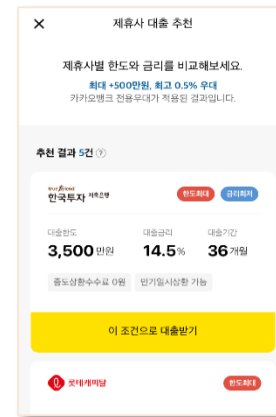 × 제휴사 대출 추천
제휴사별 한도와 금리를 비교해보세요.
최대 +500만원, 최고 0.5% 우대
카카오뱅크 전용우대가 적용된 결과입니다.
추천 결과 5건 ?
true friend
한국투자 저축은행 한도최대 금리최저
대출한도 대출금리 대출기간
3,500 만원 14.5% 36 개월
중도상환수수료 0원 만기일시상환 가능
이 조건으로 대출받기
롯데캐피탈 한도최대